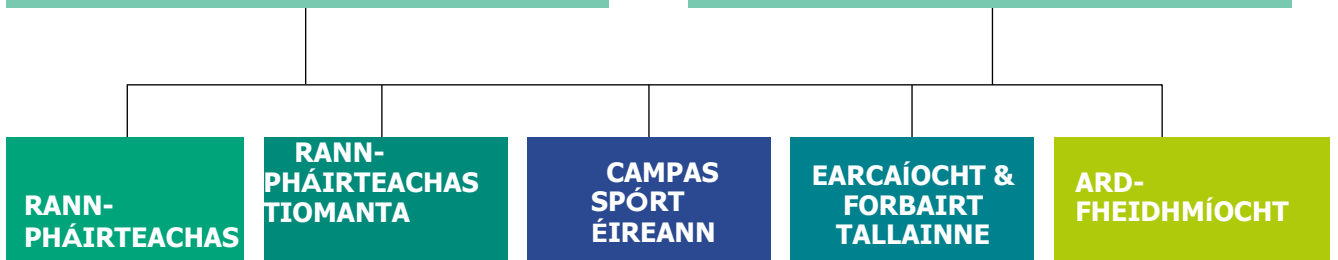 RANN-
PHÁIRTEACHAS
RANN-
PHÁIRTEACHAS
TIOMANTA
CAMPAS
SPÓRT
ÉIREANN
EARCAÍOCHT &
FORBAIRT
TALLAINNE
ARD-
FHEIDHMÍOCHT